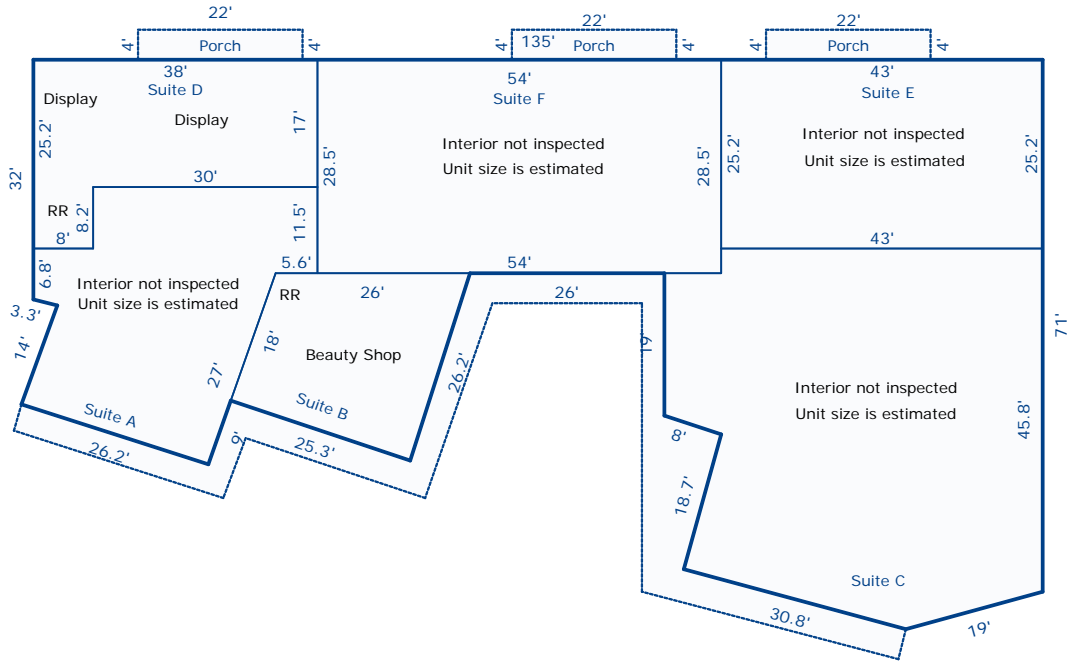 22'
22'
22'
4' Porch 4'
4' 135' Porch 4'
4' Porch 4'
38'
Suite D
Display
Display
25.2'
17'
32'
30'
RR
8.2'
8'
11.5'
54'
Suite F
Interior not inspected
Unit size is estimated
28.5'
28.5'
43'
Suite E
Interior not inspected
Unit size is estimated
25.2'
25.2'
43'
5.6'
54'
6.8'
Interior not inspected
Unit size is estimated
3.3'
14'
RR
26'
18'
Beauty Shop
27'
26.2'
26'
19'
71'
Suite A
26.2'
9'
Suite B
25.3'
Interior not inspected
Unit size is estimated
45.8'
8'
18.7'
Suite C
30.8'
19'